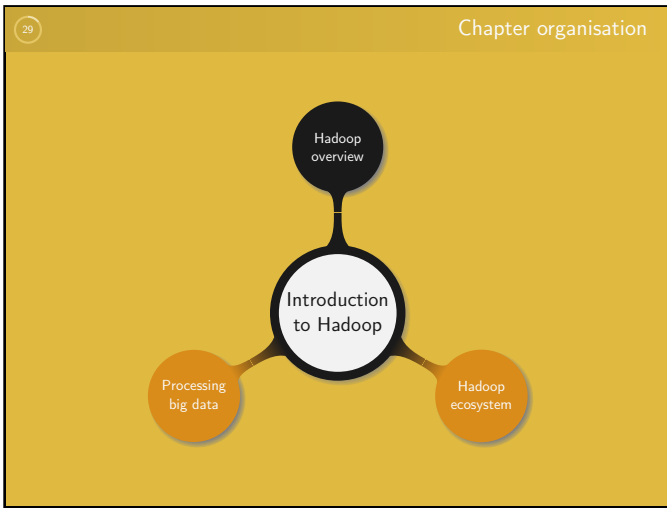 29
Chapter organisation
Hadoop
overview
Introduction
to Hadoop
Processing
big data
Hadoop
ecosystem